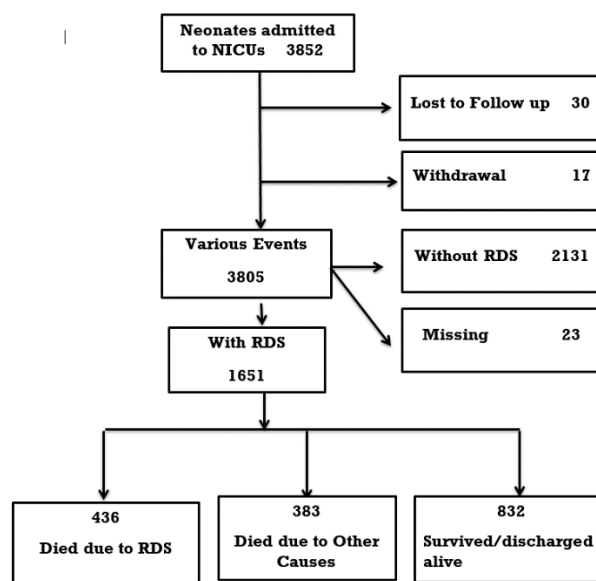 Neonates admitted
to NICUs 3852
Lost to Follow up 30
Withdrawal 17
Various Events
3805
Without RDS 2131
Missing 23
With RDS
1651
436
Died due to RDS
383
Died due to Other
Causes
832
Survived/discharged
alive